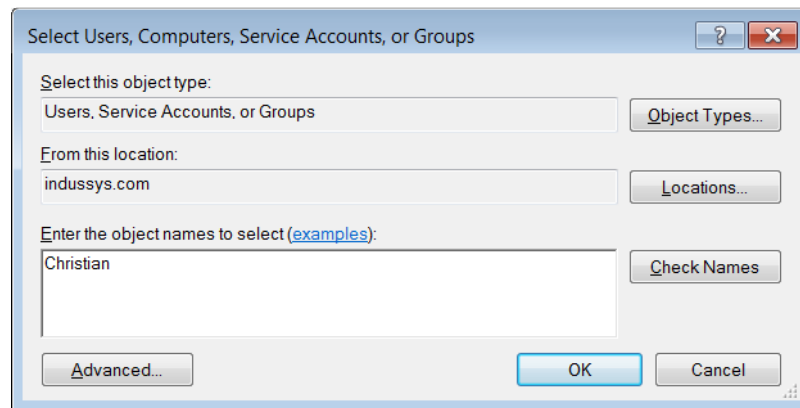 Select Users, Computers, Service Accounts, or Groups
Select this object type:
Users, Service Accounts, or Groups
Object Types...
From this location:
indussys.com
Locations...
Enter the object names to select (examples):
Christian
Check Names
Advanced...
OK
Cancel